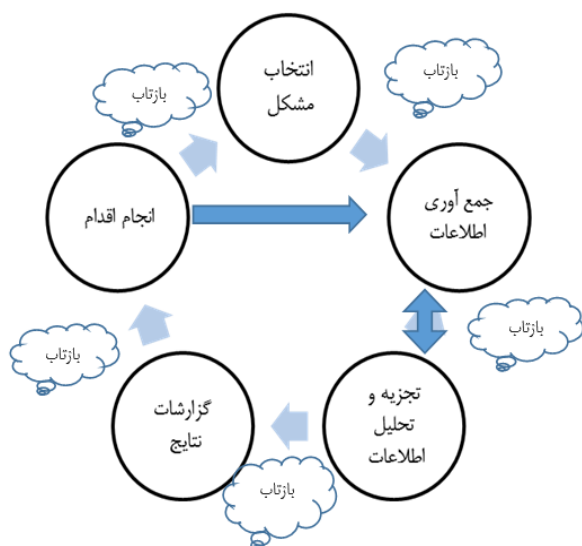 انتخاب
مشکل
بازتاب
بازتاب
جمع آوری
اطلاعات
انجام اقدام
بازتاب
بازتاب
تجزیه و
تحلیل
اطلاعات
گزارشات
نتایج
بازتاب